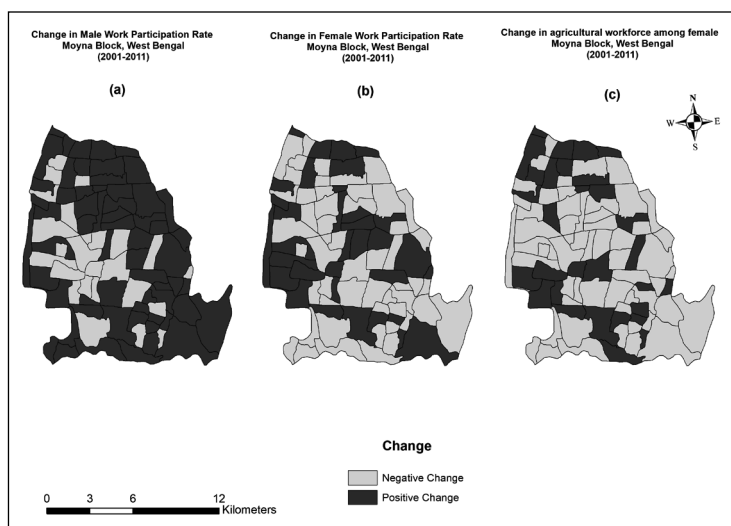 Change in Male Work Participation Rate
Moyna Block, West Bengal
(2001-2011)
(a)
Change in Female Work Participation Rate
Moyna Block, West Bengal
(2001-2011)
(b)
Change in agricultural workforce among female
Moyna Block, West Bengal
(2001-2011)
(c)
N
W E
S
Change
Negative Change
Positive Change
0 3 6 12
Kilometers